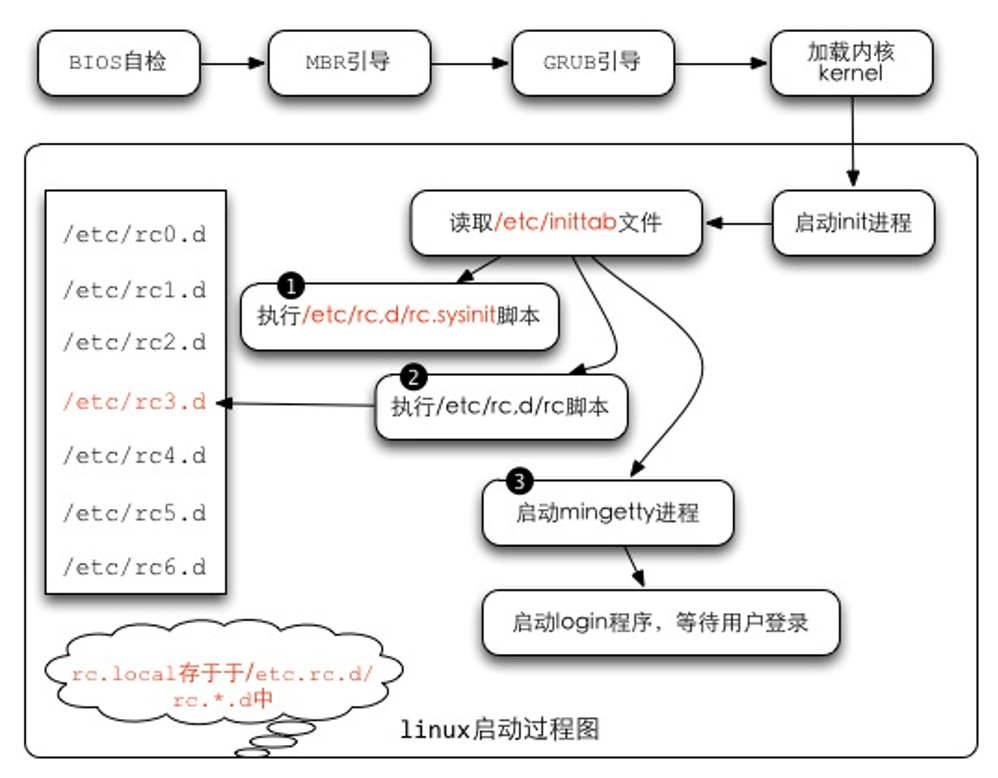 BIOS自检
MBR引导
GRUB引导
加载内核
kernel
启动init进程
读取/etc/inittab文件
1
执行/etc/rc,d/rc.sysinit脚本
2
执行/etc/rc,d/rc脚本
3
启动mingetty进程
启动login程序，等待用户登录
/etc/rc0.d
/etc/rc1.d
/etc/rc2.d
/etc/rc3.d
/etc/rc4.d
/etc/rc5.d
/etc/rc6.d
rc.local存于于/etc.rc.d/
rc.*.d中
linux启动过程图